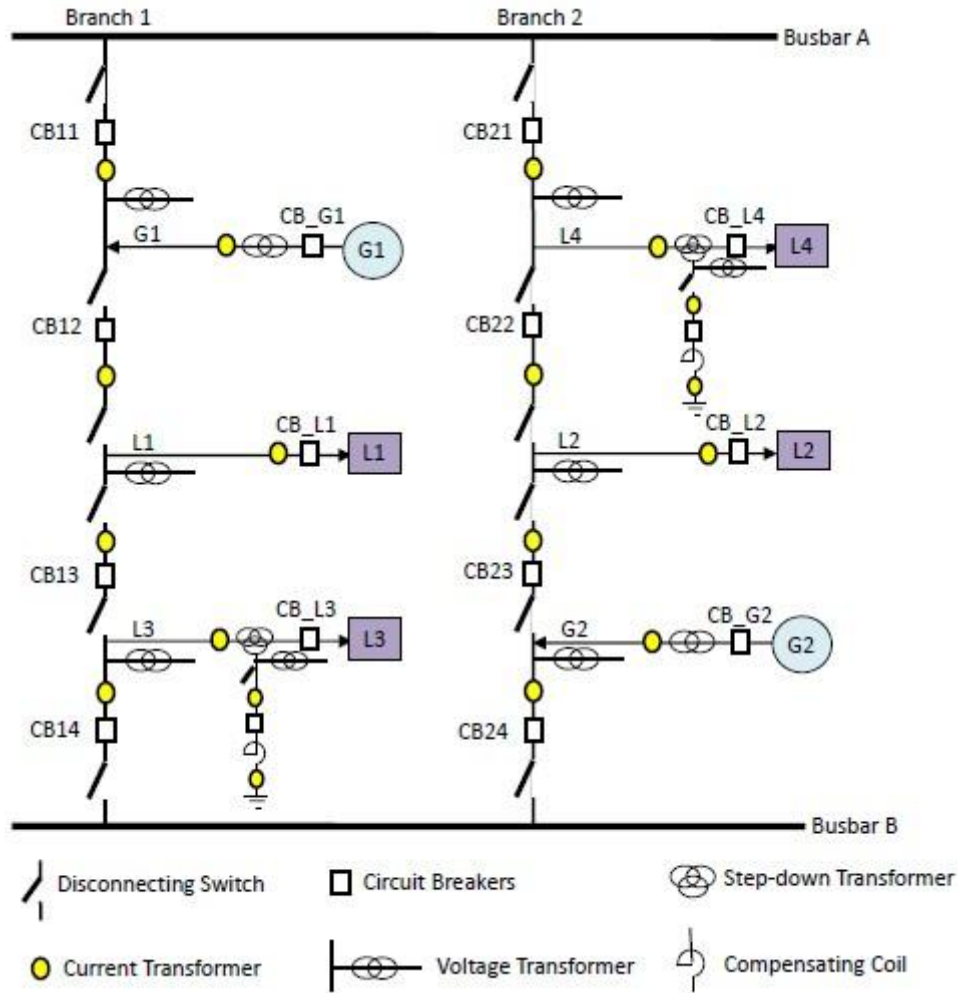 Branch 1
Branch 2
Busbar A
CB11
CB21
G1
CB_G1
G1
L4
CB_L4
L4
CB12
CB22
L1
CB_L1
L1
L2
CB_L2
L2
CB13
CB23
L3
CB_L3
L3
G2
CB_G2
G2
CB14
CB24
Busbar B
Disconnecting Switch
Circuit Breakers
Step-down Transformer
Current Transformer
Voltage Transformer
Compensating Coil